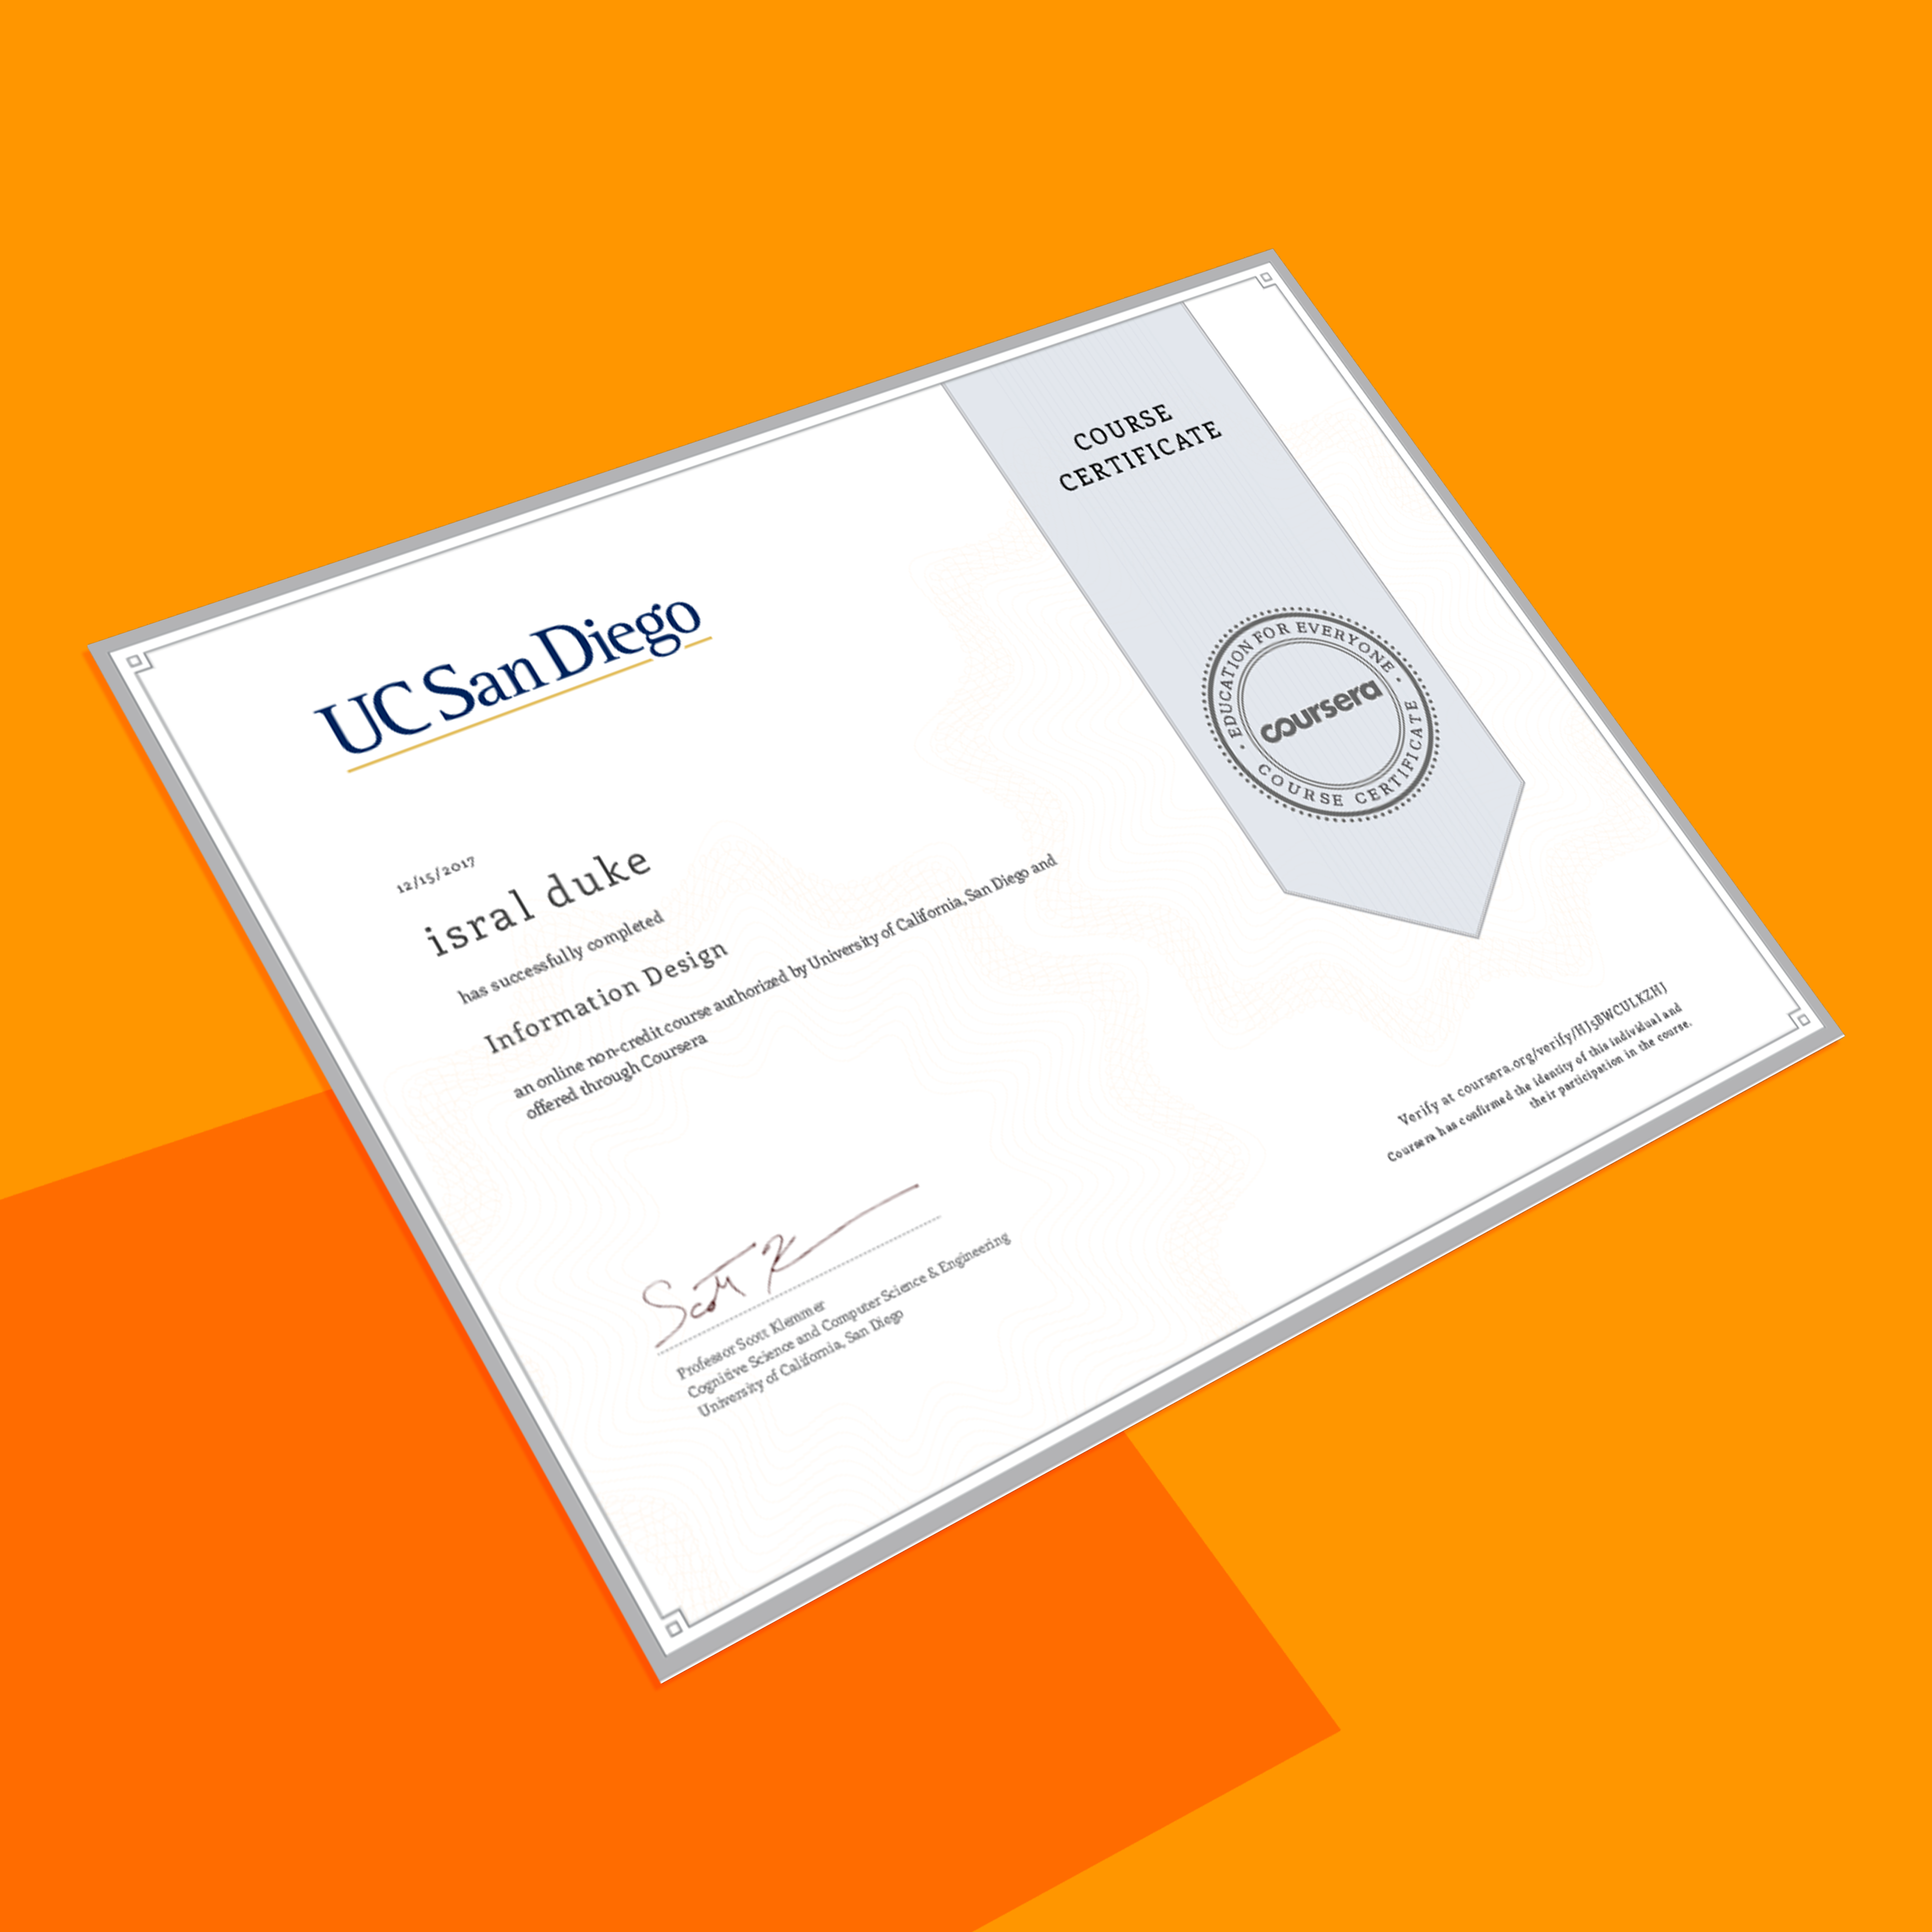 COURSE
CERTIFICATE
UC San Diego
EDUCATION FOR EVERYONE
coursera
COURSE CERTIFICATE
12/15/2017
isral duke
has successfully completed
Information Design
an online non-credit course authorized by University of California, San Diego and
offered through Coursera
Scott K
Professor Scott Klemmer
Cognitive Science and Computer Science & Engineering
University of California, San Diego
Verify at coursera.org/verify/HJ5BWCULKZHJ
Coursera has confirmed the identity of this individual and
their participation in the course.